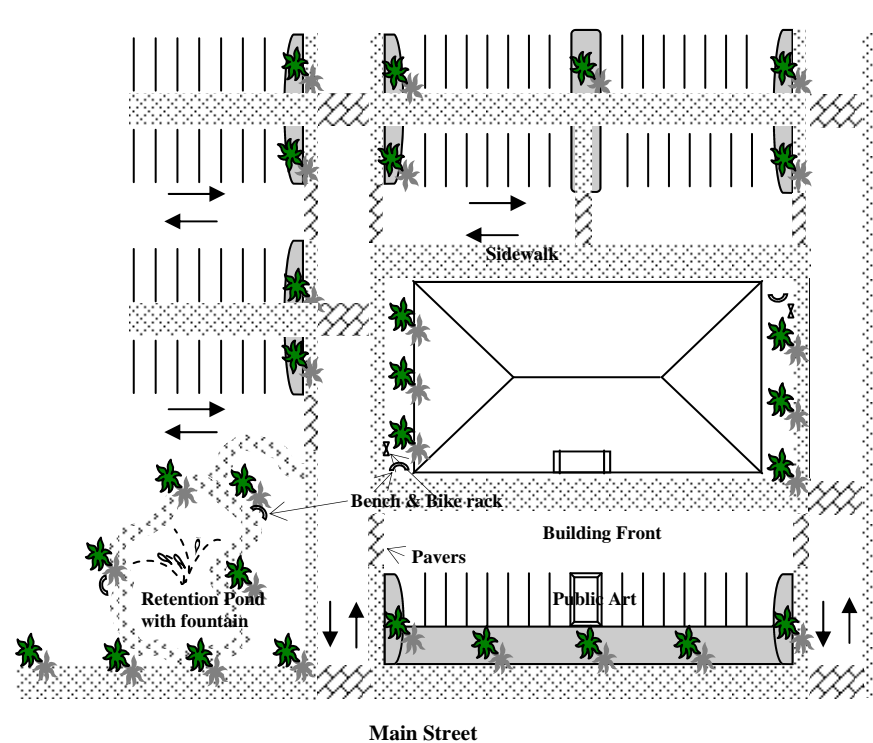 Sidewalk
Bench & Bike rack
Building Front
Pavers
Public Art
Retention Pond
with fountain
Main Street